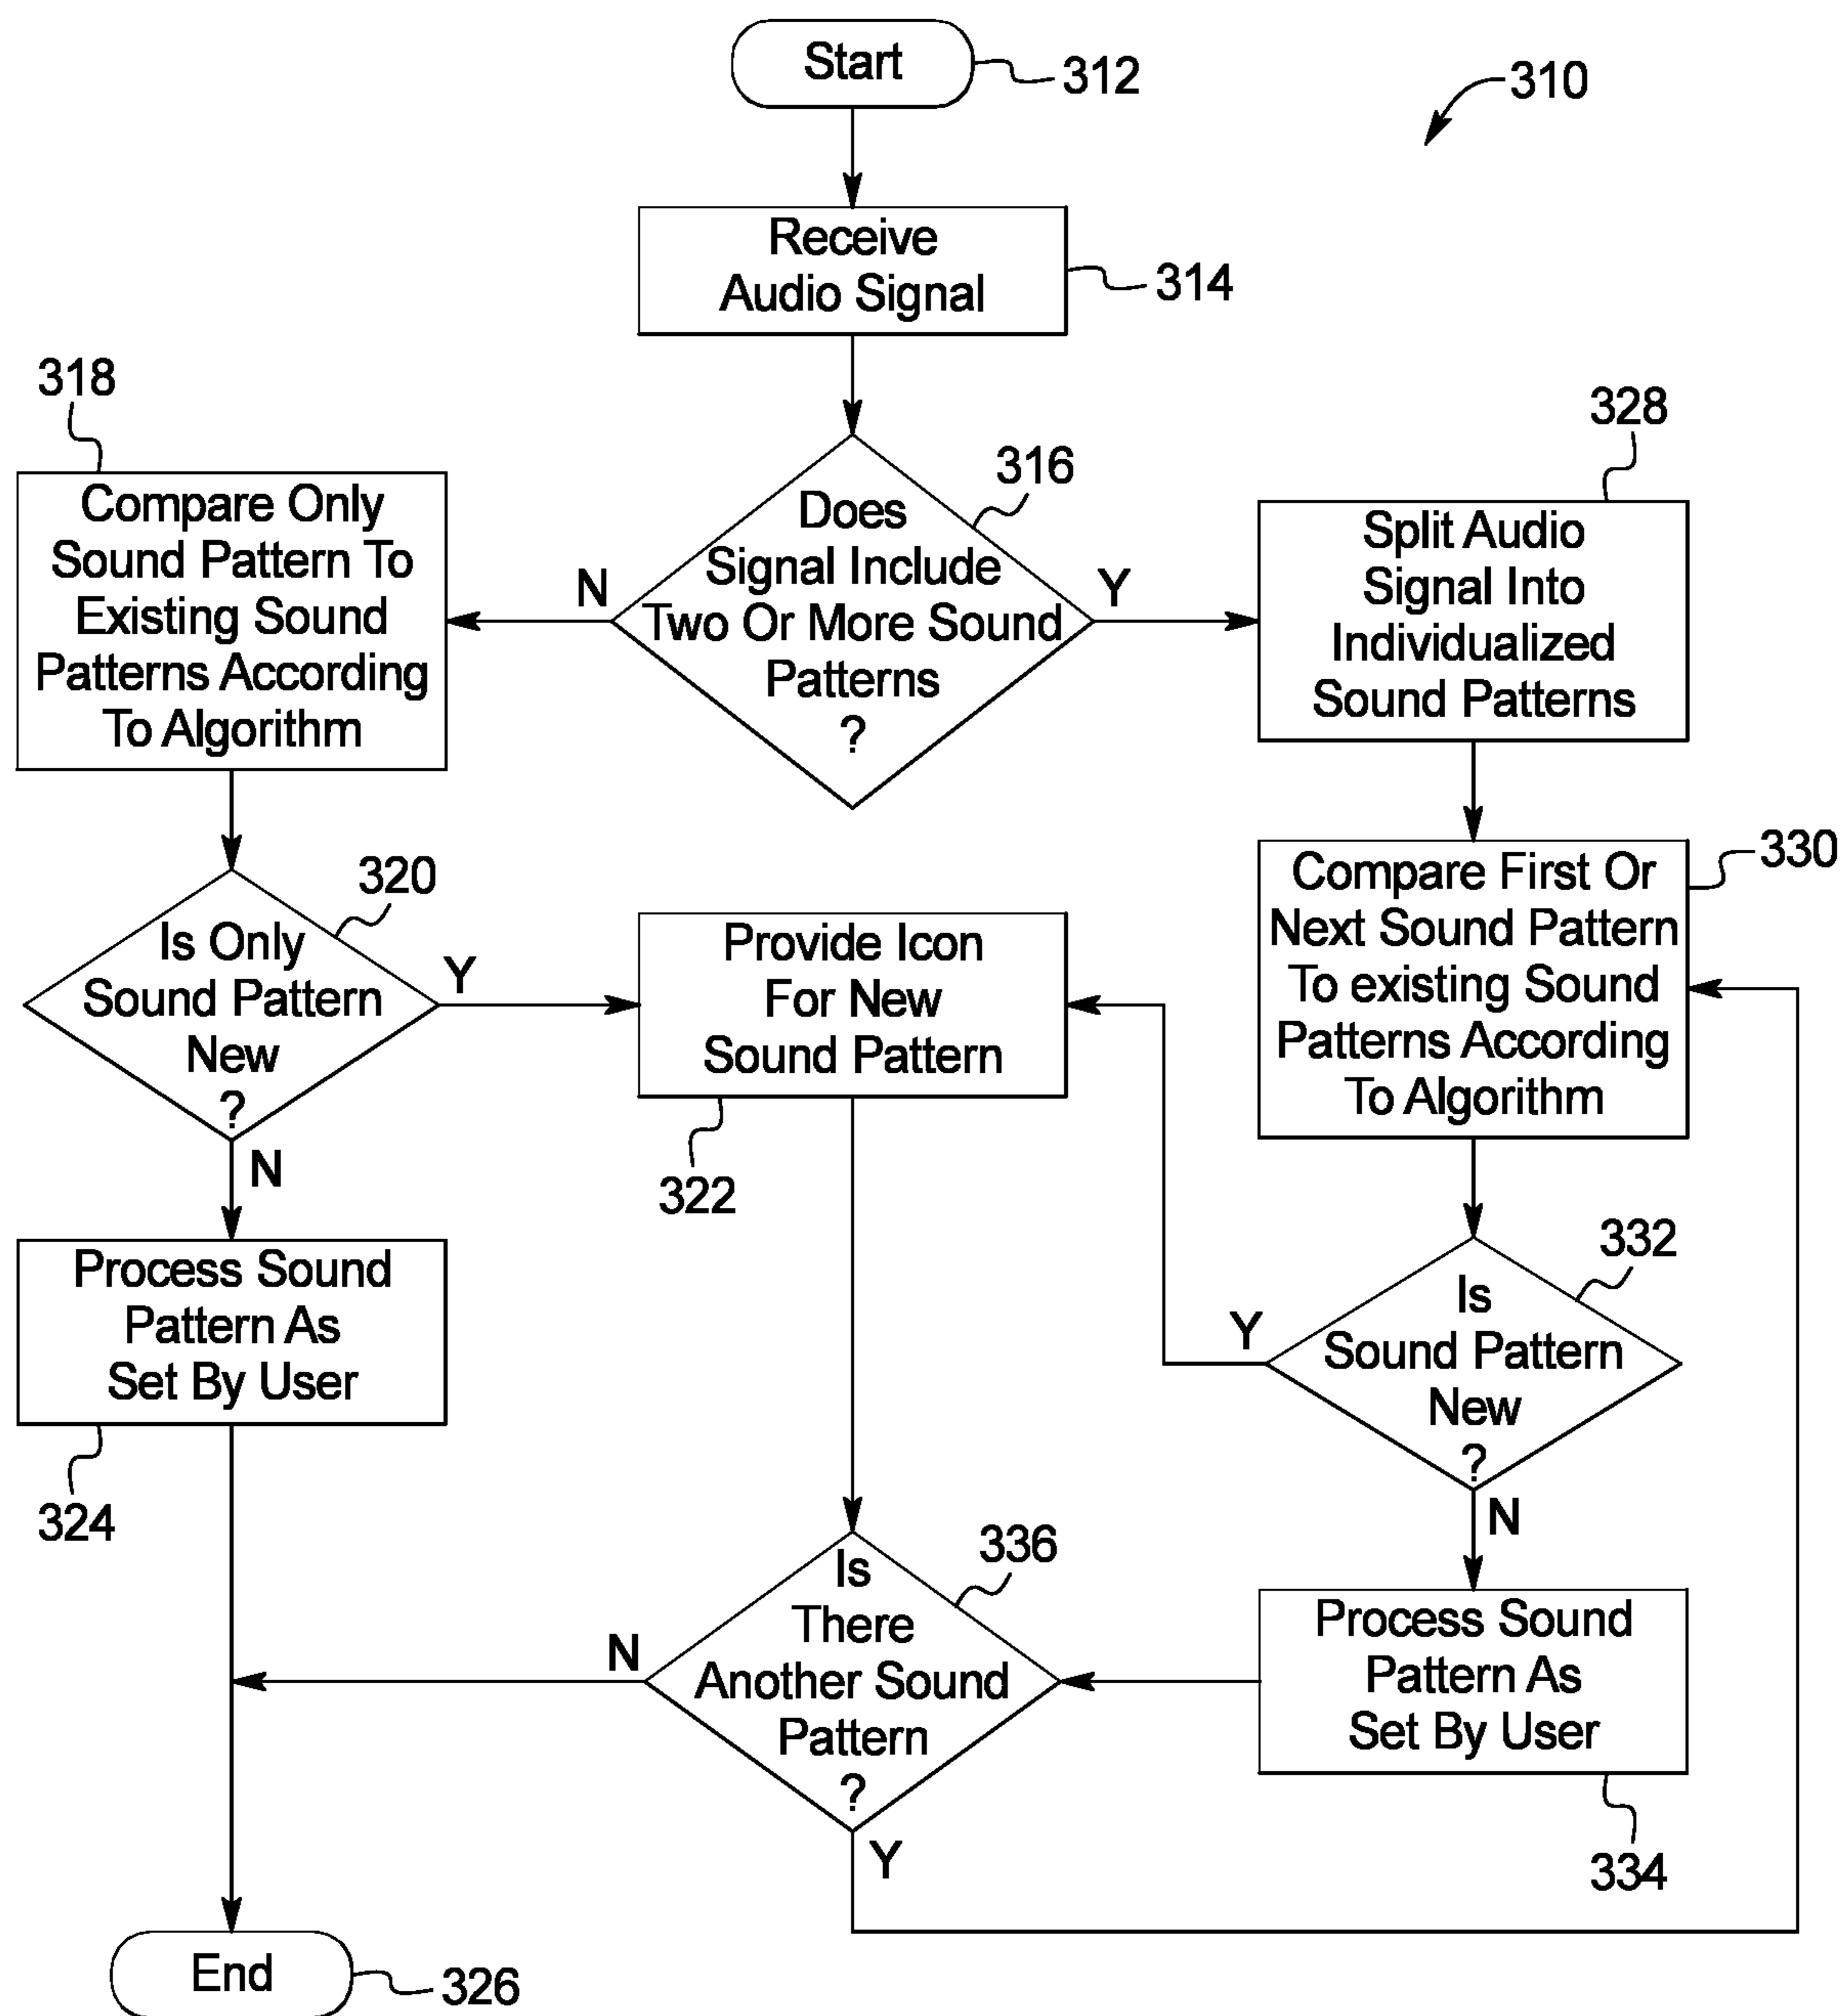 Start
312
310
Receive
Audio Signal
314
318
Compare Only
Sound Pattern To
Existing Sound
Patterns According
To Algorithm
316
Does
Signal Include
Two Or More Sound
Patterns
?
N
Y
328
Split Audio
Signal Into
Individualized
Sound Patterns
320
Is Only
Sound Pattern
New
?
Y
N
Provide Icon
For New
Sound Pattern
322
330
Compare First Or
Next Sound Pattern
To existing Sound
Patterns According
To Algorithm
Process Sound
Pattern As
Set By User
324
332
Is
Sound Pattern
New
?
Y
N
336
Is
There
Another Sound
Pattern
?
N
Y
Process Sound
Pattern As
Set By User
334
End
326